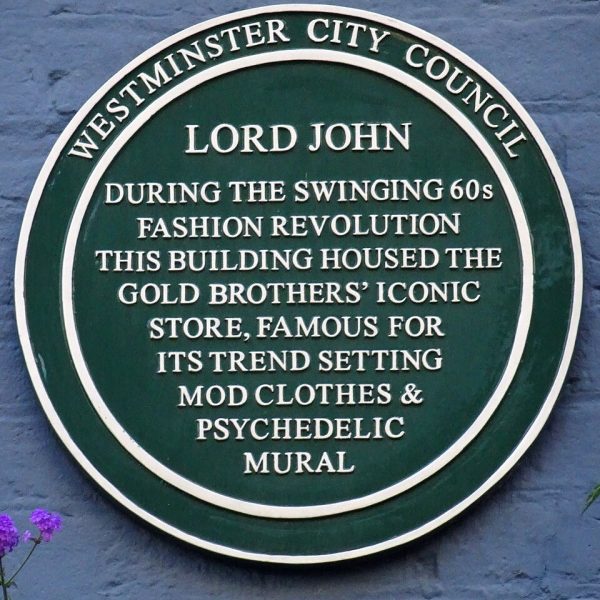 WESTMINSTER CITY COUNCIL
LORD JOHN
DURING THE SWINGING 60s
FASHION REVOLUTION
THIS BUILDING HOUSED THE
GOLD BROTHERS' ICONIC
STORE, FAMOUS FOR
ITS TREND SETTING
MOD CLOTHES &
PSYCHEDELIC
MURAL